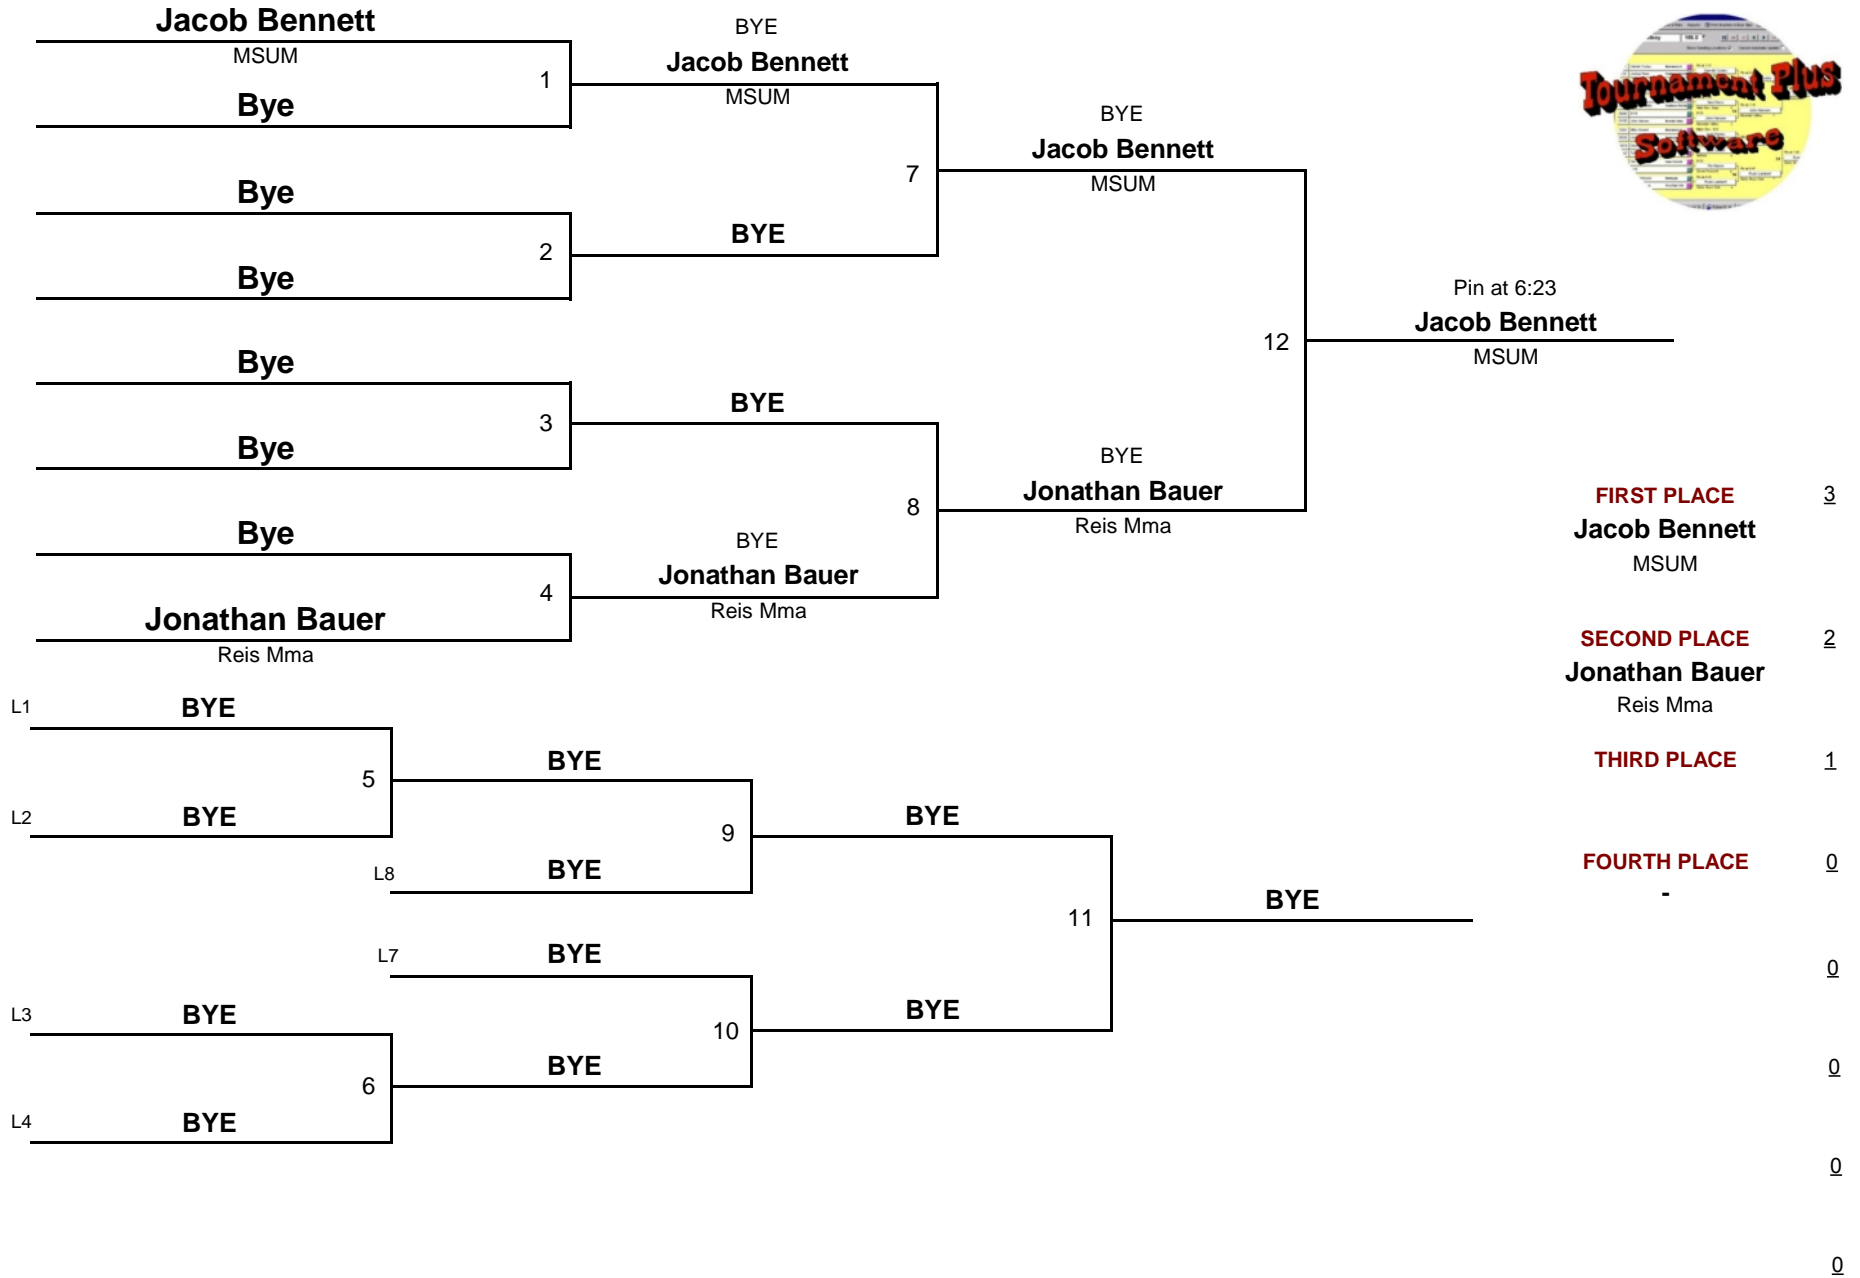 Jacob Bennett
MSUM
Bye
1
Bye
Bye
2
Bye
Bye
3
Bye
Jonathan Bauer
Reis Mma
4
BYE
Jacob Bennett
MSUM
BYE
7
BYE
BYE
Jonathan Bauer
Reis Mma
8
BYE
Jacob Bennett
MSUM
BYE
Jonathan Bauer
Reis Mma
12
Pin at 6:23
Jacob Bennett
MSUM
Tournament Plus
Software
FIRST PLACE 3
Jacob Bennett
MSUM
SECOND PLACE 2
Jonathan Bauer
Reis Mma
THIRD PLACE 1
FOURTH PLACE 0
-
0
0
0
0
L1 BYE
5
L2 BYE
BYE
9
L8 BYE
L7 BYE
10
L3 BYE
6
L4 BYE
BYE
BYE
11
BYE
BYE